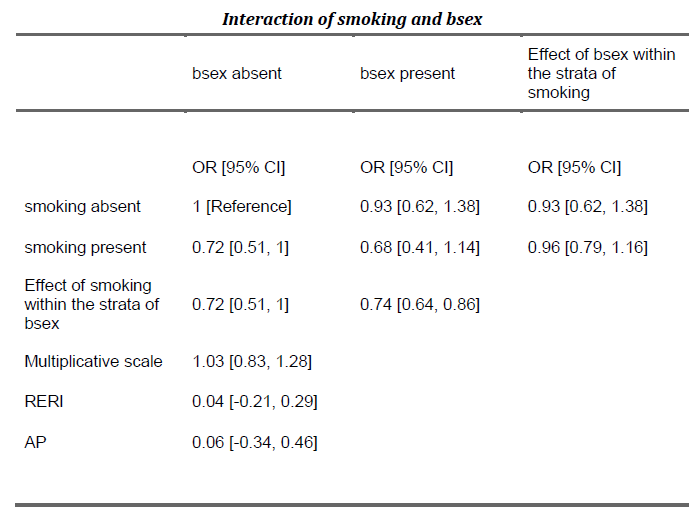 Interaction of smoking and bsex
bsex absent bsex present Effect of bsex within
the strata of
smoking
OR [95% CI] OR [95% CI] OR [95% CI]
smoking absent 1 [Reference] 0.93 [0.62, 1.38] 0.93 [0.62, 1.38]
smoking present 0.72 [0.51, 1] 0.68 [0.41, 1.14] 0.96 [0.79, 1.16]
Effect of smoking
within the strata of 0.72 [0.51, 1] 0.74 [0.64, 0.86]
bsex
Multiplicative scale 1.03 [0.83, 1.28]
RERI 0.04 [-0.21, 0.29]
AP 0.06 [-0.34, 0.46]